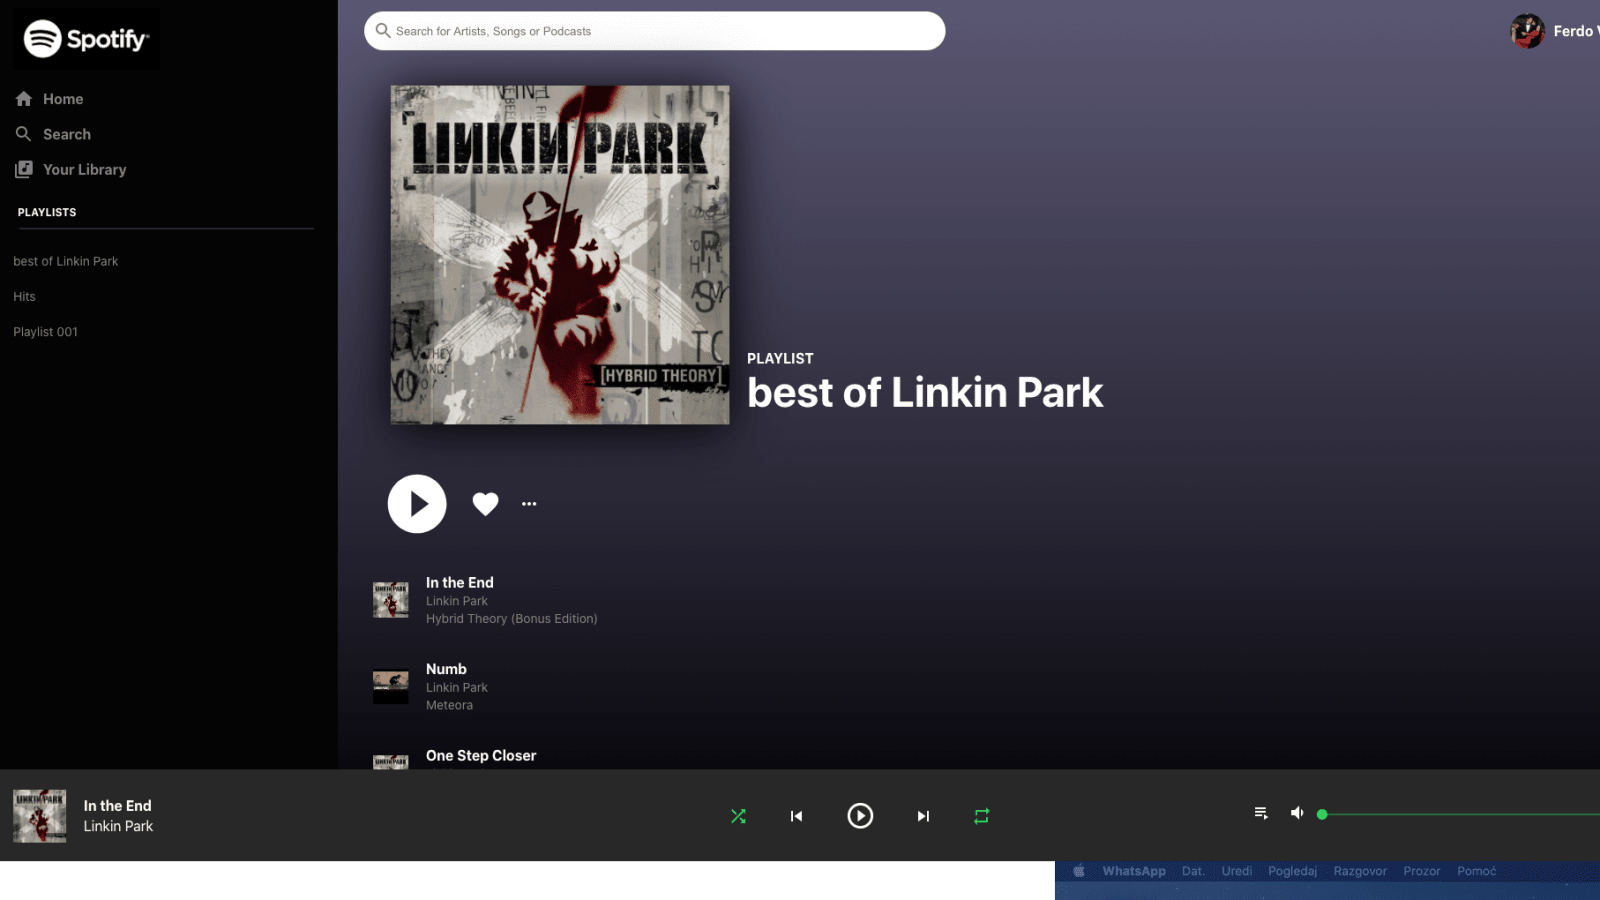 Spotify
Search for Artists, Songs or Podcasts
Ferdo
Home
Search
Your Library
PLAYLISTS
best of Linkin Park
Hits
Playlist 001
LINKIN PARK
[HYBRID THEORY]
PLAYLIST
best of Linkin Park
In the End
Linkin Park
Hybrid Theory (Bonus Edition)
Numb
Linkin Park
Meteora
One Step Closer
In the End
Linkin Park
WhatsApp Dat. Uredi Pogledaj Razgovor Prozor Pomoć